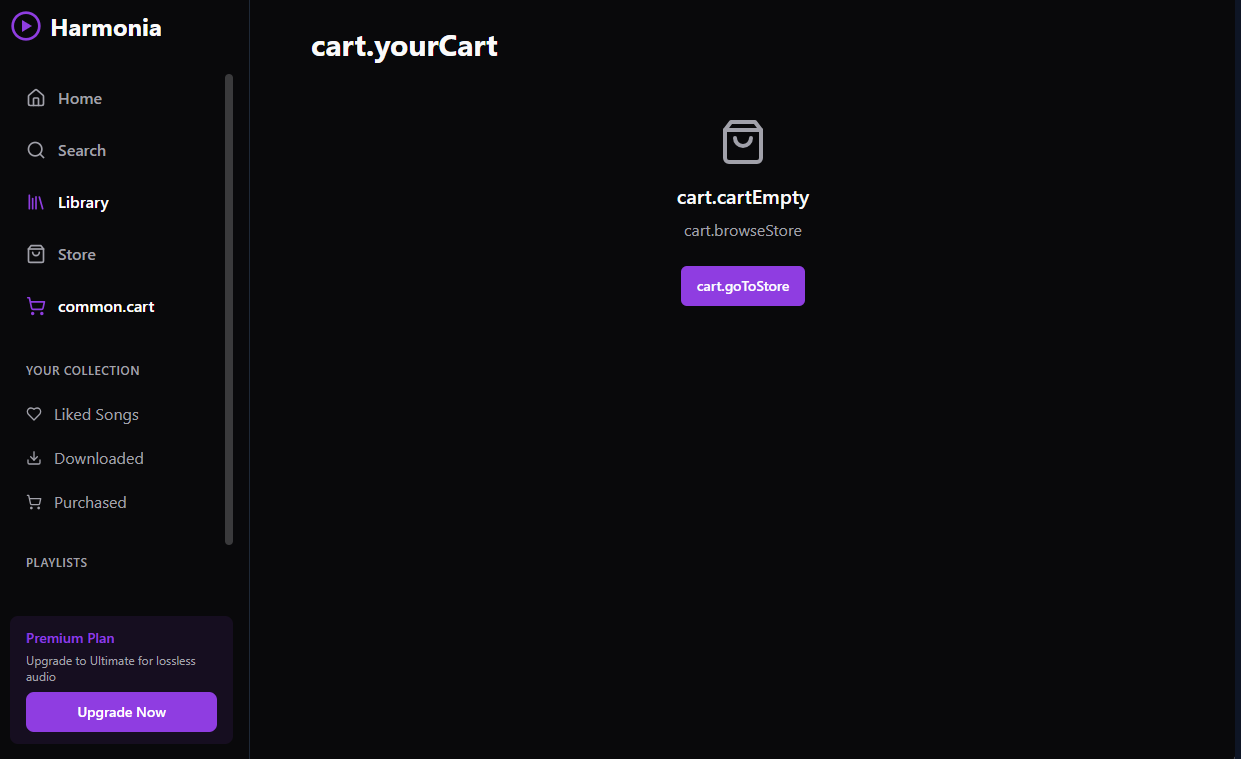 Harmonia
Home
Search
Library
Store
common.cart
YOUR COLLECTION
Liked Songs
Downloaded
Purchased
PLAYLISTS
Premium Plan
Upgrade to Ultimate for lossless
audio
Upgrade Now
cart.yourCart
cart.cartEmpty
cart.browseStore
cart.goToStore